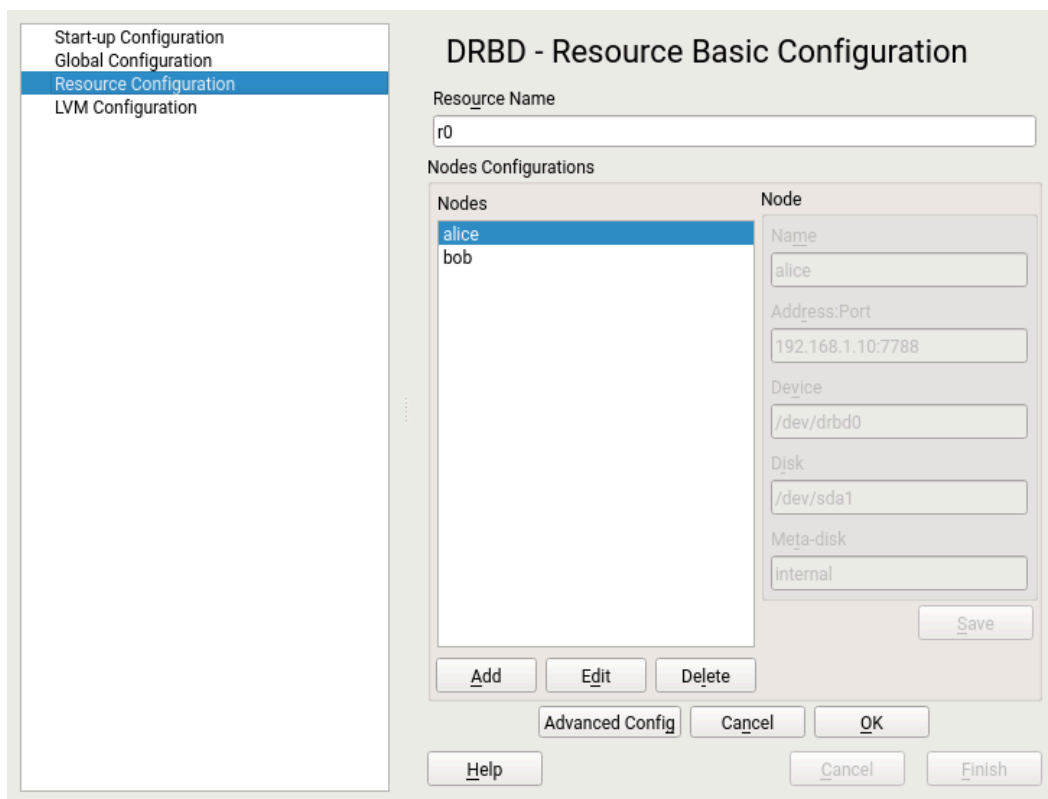 Start-up Configuration
Global Configuration
Resource Configuration
LVM Configuration
DRBD - Resource Basic Configuration
Resource Name
r0
Nodes Configurations
Nodes
alice
bob
Node
Name
alice
Address:Port
192.168.1.10:7788
Device
/dev/drbd0
Disk
/dev/sda1
Meta-disk
internal
Save
Add Edit Delete
Advanced Config Cancel OK
Help Cancel Finish